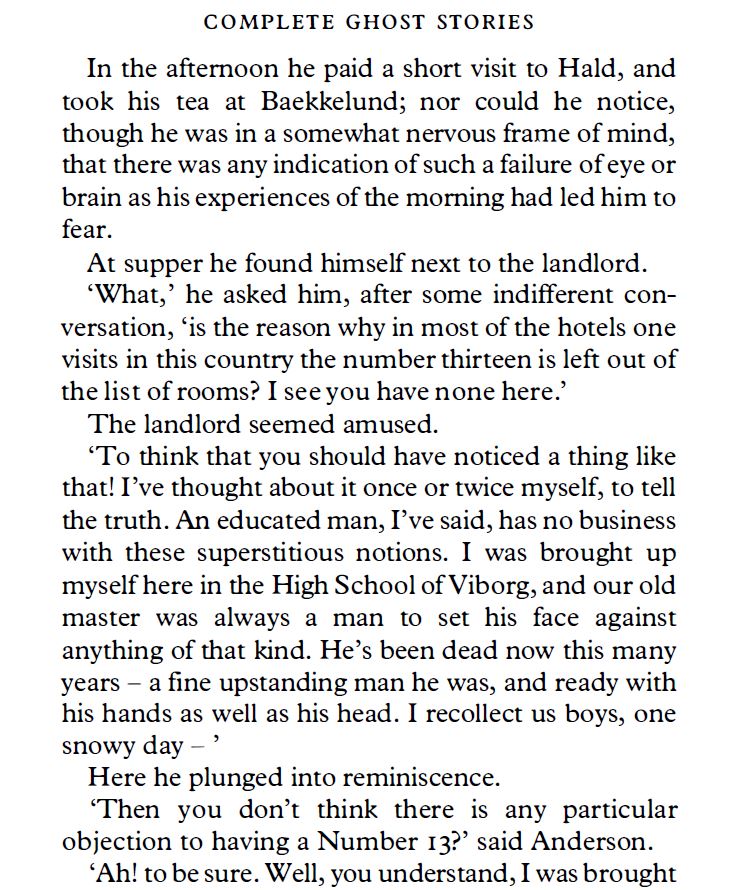 COMPLETE GHOST STORIES
In the afternoon he paid a short visit to Hald, and
took his tea at Baekkelund; nor could he notice,
though he was in a somewhat nervous frame of mind,
that there was any indication of such a failure of eye or
brain as his experiences of the morning had led him to
fear.
At supper he found himself next to the landlord.
‘What,’ he asked him, after some indifferent con-
versation, ‘is the reason why in most of the hotels one
visits in this country the number thirteen is left out of
the list of rooms? I see you have none here.’
The landlord seemed amused.
‘To think that you should have noticed a thing like
that! I’ve thought about it once or twice myself, to tell
the truth. An educated man, I’ve said, has no business
with these superstitious notions. I was brought up
myself here in the High School of Viborg, and our old
master was always a man to set his face against
anything of that kind. He’s been dead now this many
years – a fine upstanding man he was, and ready with
his hands as well as his head. I recollect us boys, one
snowy day – ’
Here he plunged into reminiscence.
‘Then you don’t think there is any particular
objection to having a Number 13?’ said Anderson.
‘Ah! to be sure. Well, you understand, I was brought